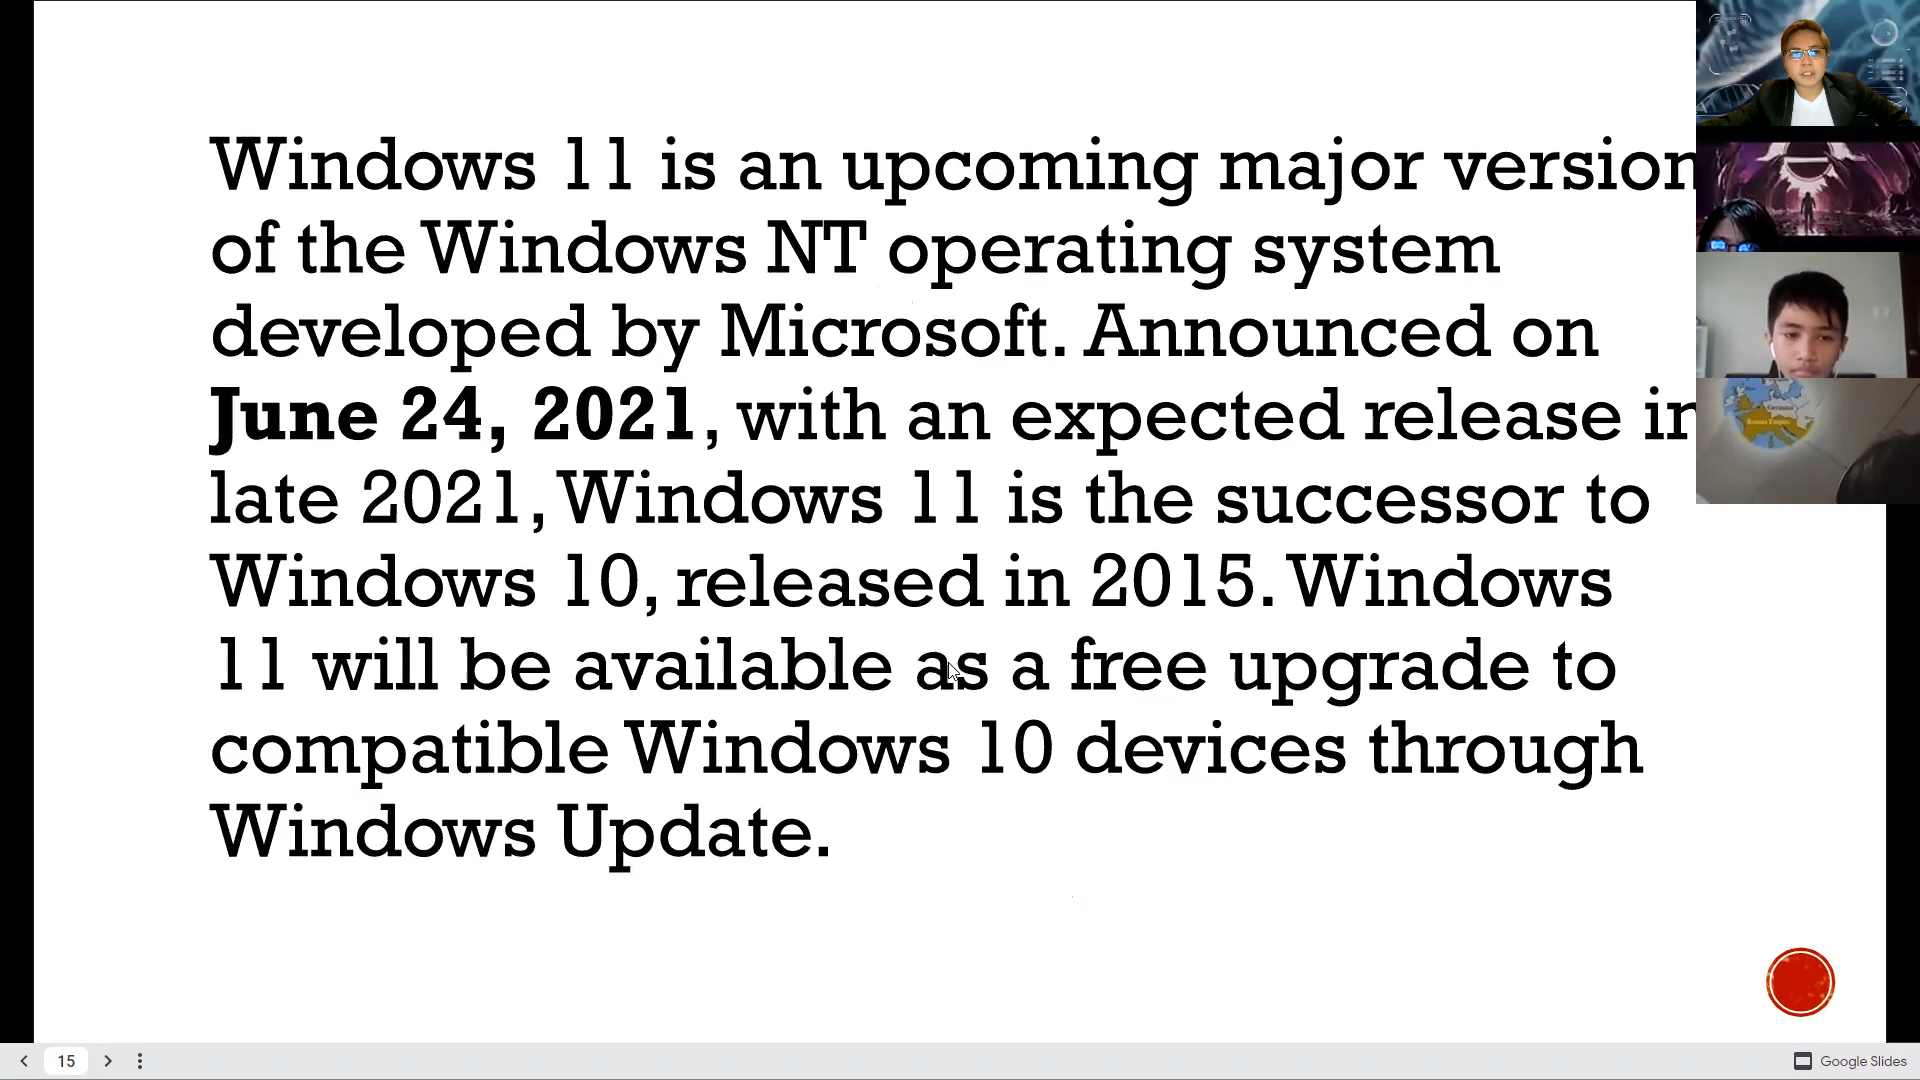 Windows 11 is an upcoming major version
of the Windows NT operating system
developed by Microsoft. Announced on
June 24, 2021, with an expected release in
late 2021, Windows 11 is the successor to
Windows 10, released in 2015. Windows
11 will be available as a free upgrade to
compatible Windows 10 devices through
Windows Update.
Germania
Roman Empire
15
Google Slides